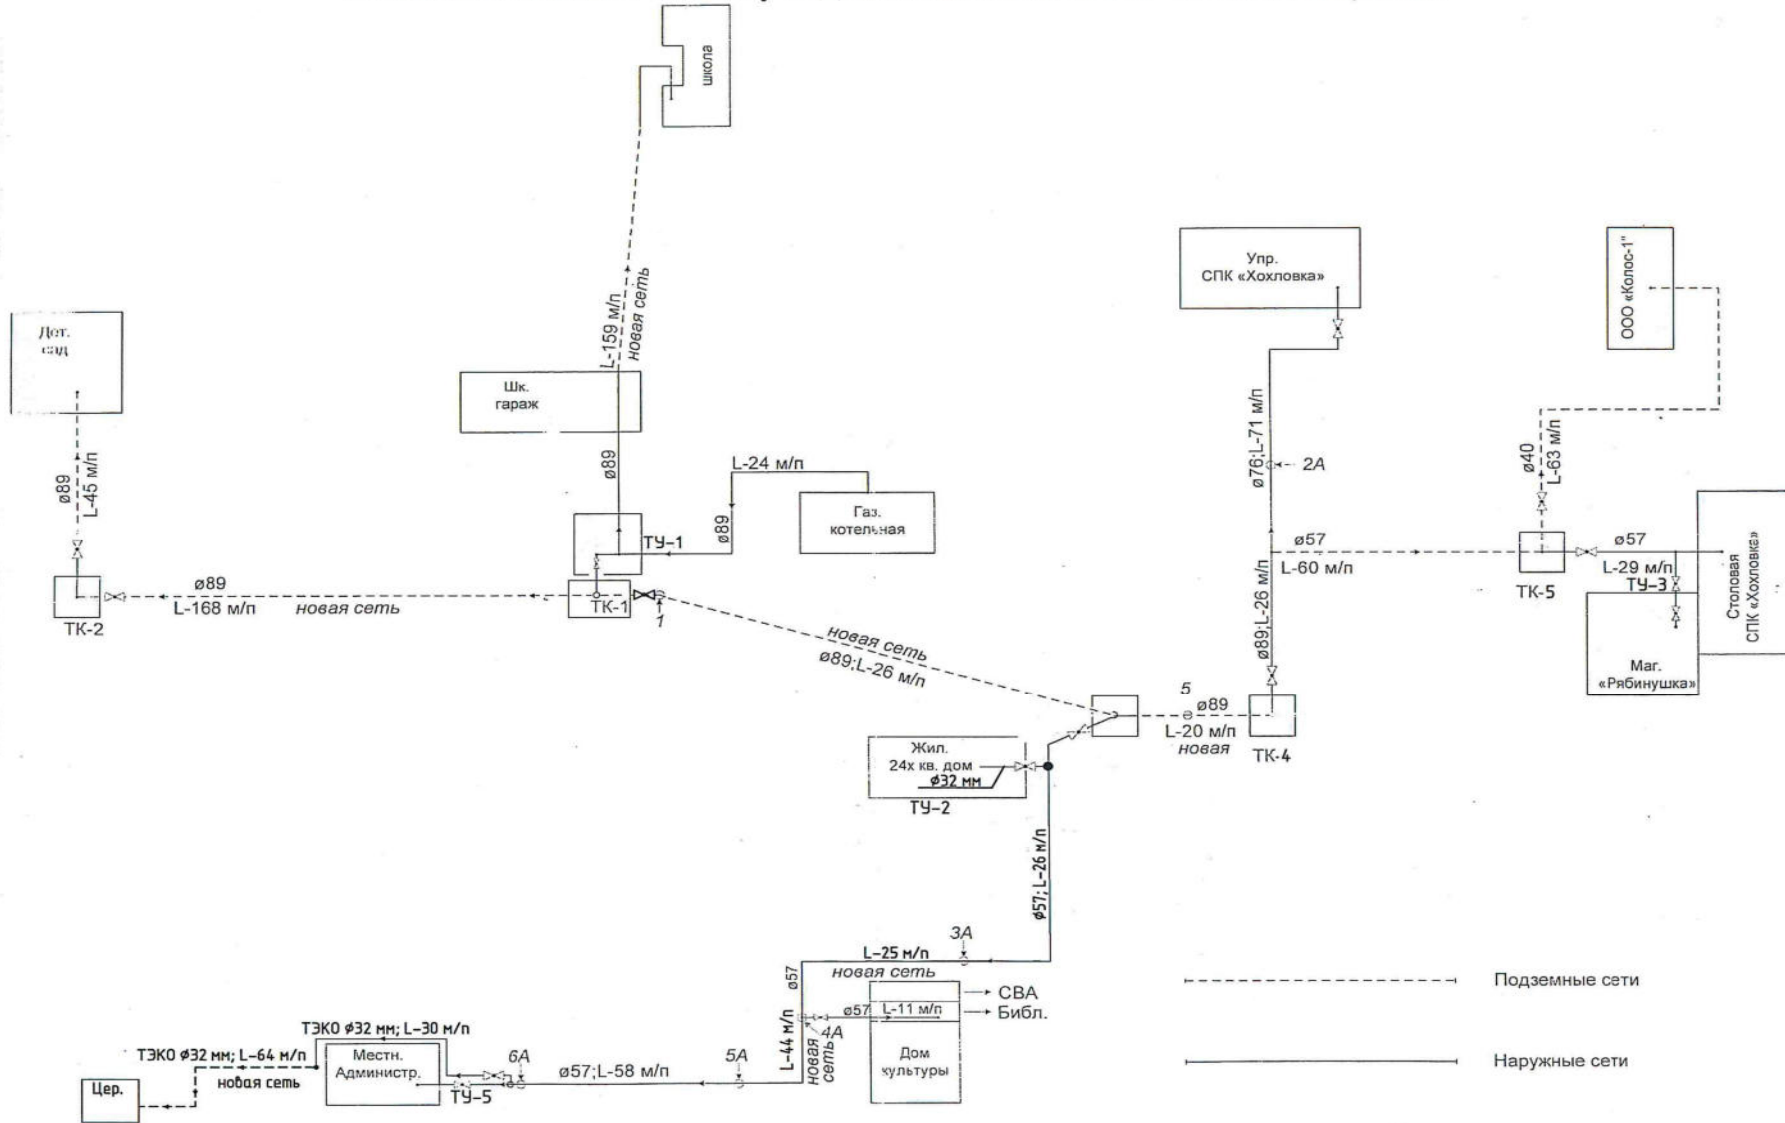 школа
L-159 м/п
новая сеть
Упр.
СПК «Хохловка»
ООО «Колос-1"
Дет.
сад
Шк.
гараж
ø89
L-45 м/п
ø89
L-24 м/п
ø89
Газ.
котельная
ТУ-1
ø76;L-71 м/п
2А
ø40
L-63 м/п
ø89
L-168 м/п
новая сеть
ТК-2
ТК-1
1
ø57
L-60 м/п
ø89;L-26 м/п
ТК-5
ø57
L-29 м/п
ТУ-3
Столовая
СПК «Хохловка»
Маг.
«Рябинушка»
новая сеть
ø89;L-26 м/п
5
ø89
L-20 м/п
новая
ТК-4
Жил.
24х кв. дом
ø32 мм
ТУ-2
ø57; L-26 м/п
3А
L-25 м/п
новая сеть
ø57
СВА
Библ.
ø57
L-11 м/п
4А
L-44 м/п
новая
сеть
Дом
культуры
5А
6А
ø57;L-58 м/п
ТЭКО ø32 мм; L-30 м/п
ТЭКО ø32 мм; L-64 м/п
новая сеть
Местн.
Администр.
ТУ-5
Цер.
Подземные сети
Наружные сети